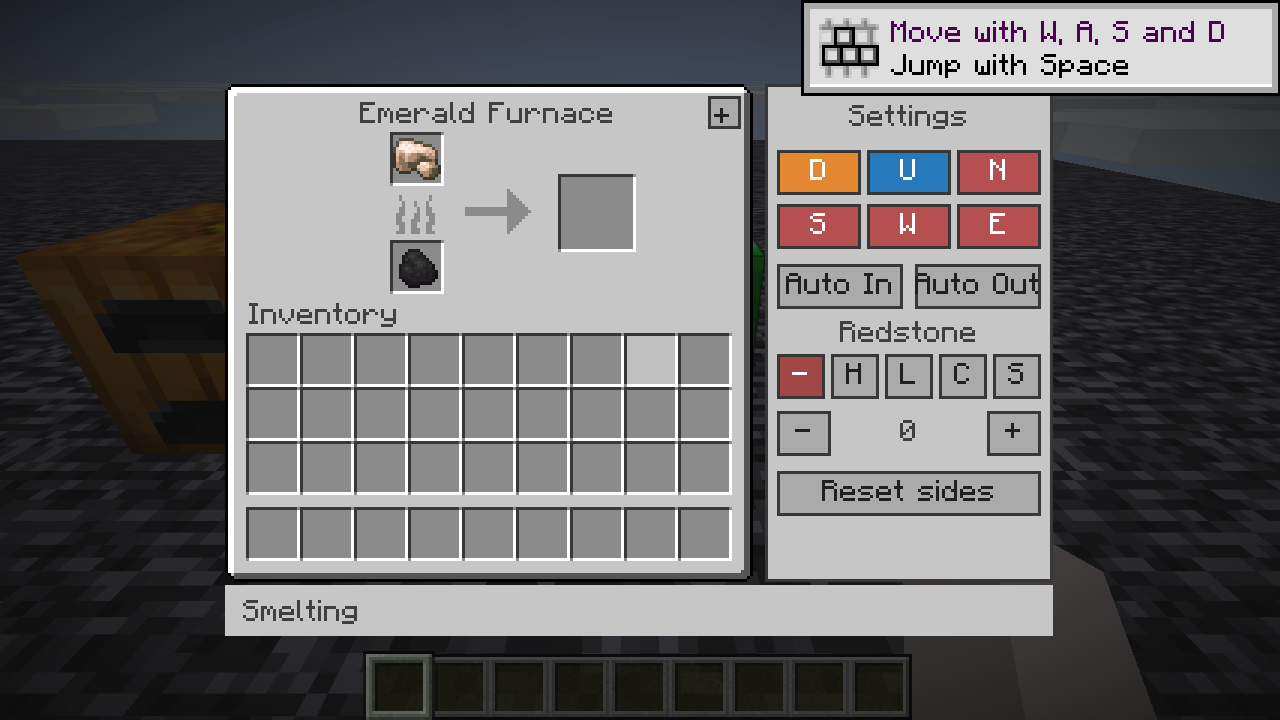 Move with W, A, S and D
Jump with Space
Emerald Furnace
+
Settings
D U N
S W E
Auto In Auto Out
Inventory
Redstone
- H L C S
- 0 +
Reset sides
Smelting